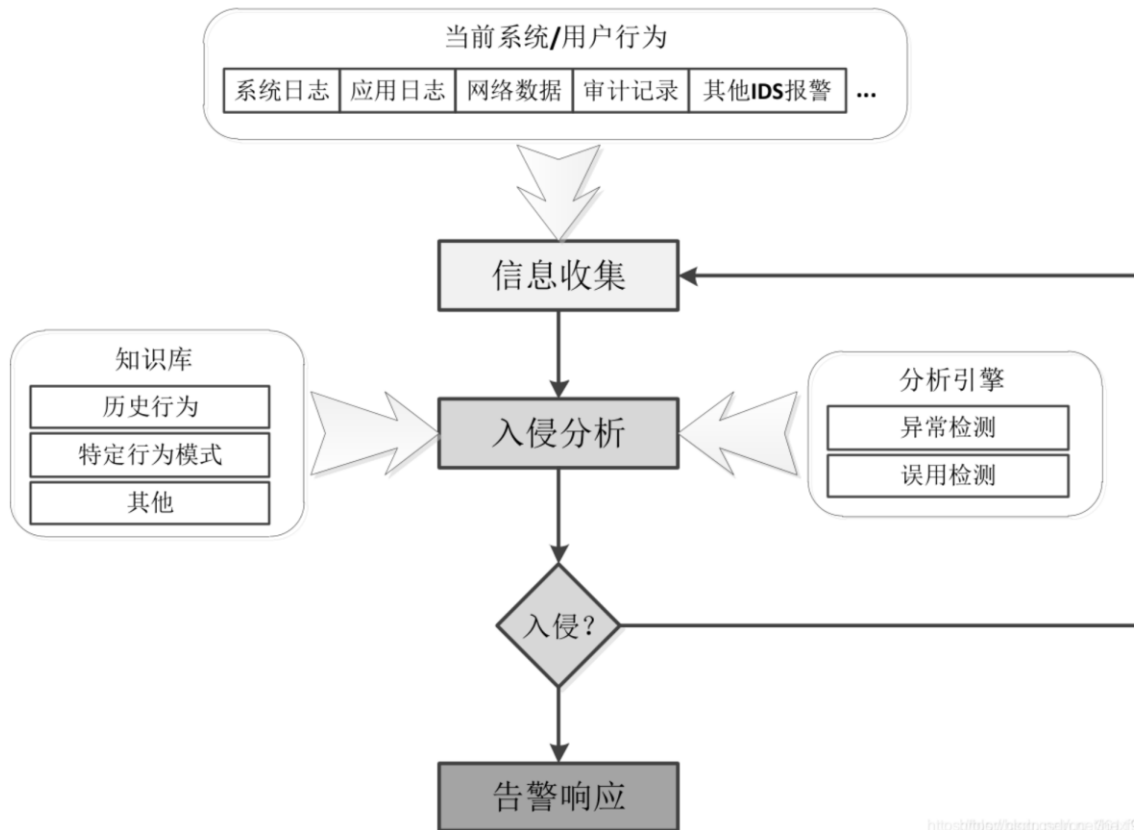 当前系统/用户行为
系统日志 应用日志 网络数据 审计记录 其他IDS报警 ...
信息收集
知识库
历史行为
特定行为模式
其他
入侵分析
分析引擎
异常检测
误用检测
入侵?
告警响应